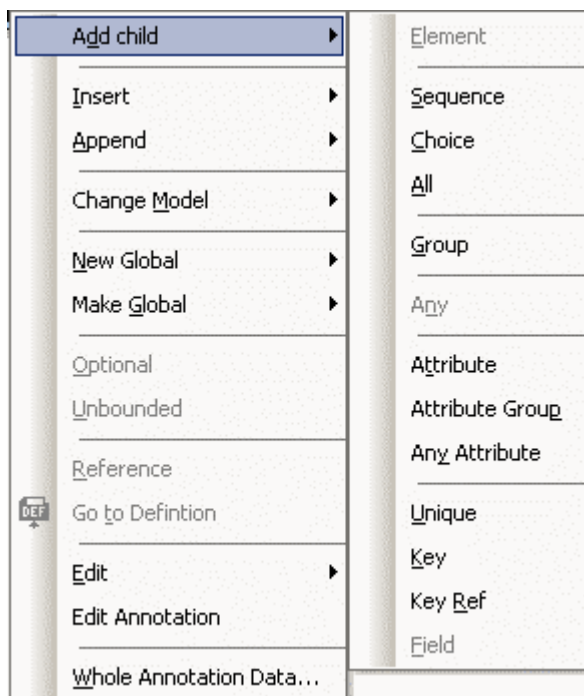 Add child
Insert
Append
Change Model
New Global
Make Global
Optional
Unbounded
Reference
DEF
Go to Defintion
Edit
Edit Annotation
Whole Annotation Data...
Element
Sequence
Choice
All
Group
Any
Attribute
Attribute Group
Any Attribute
Unique
Key
Key Ref
Field